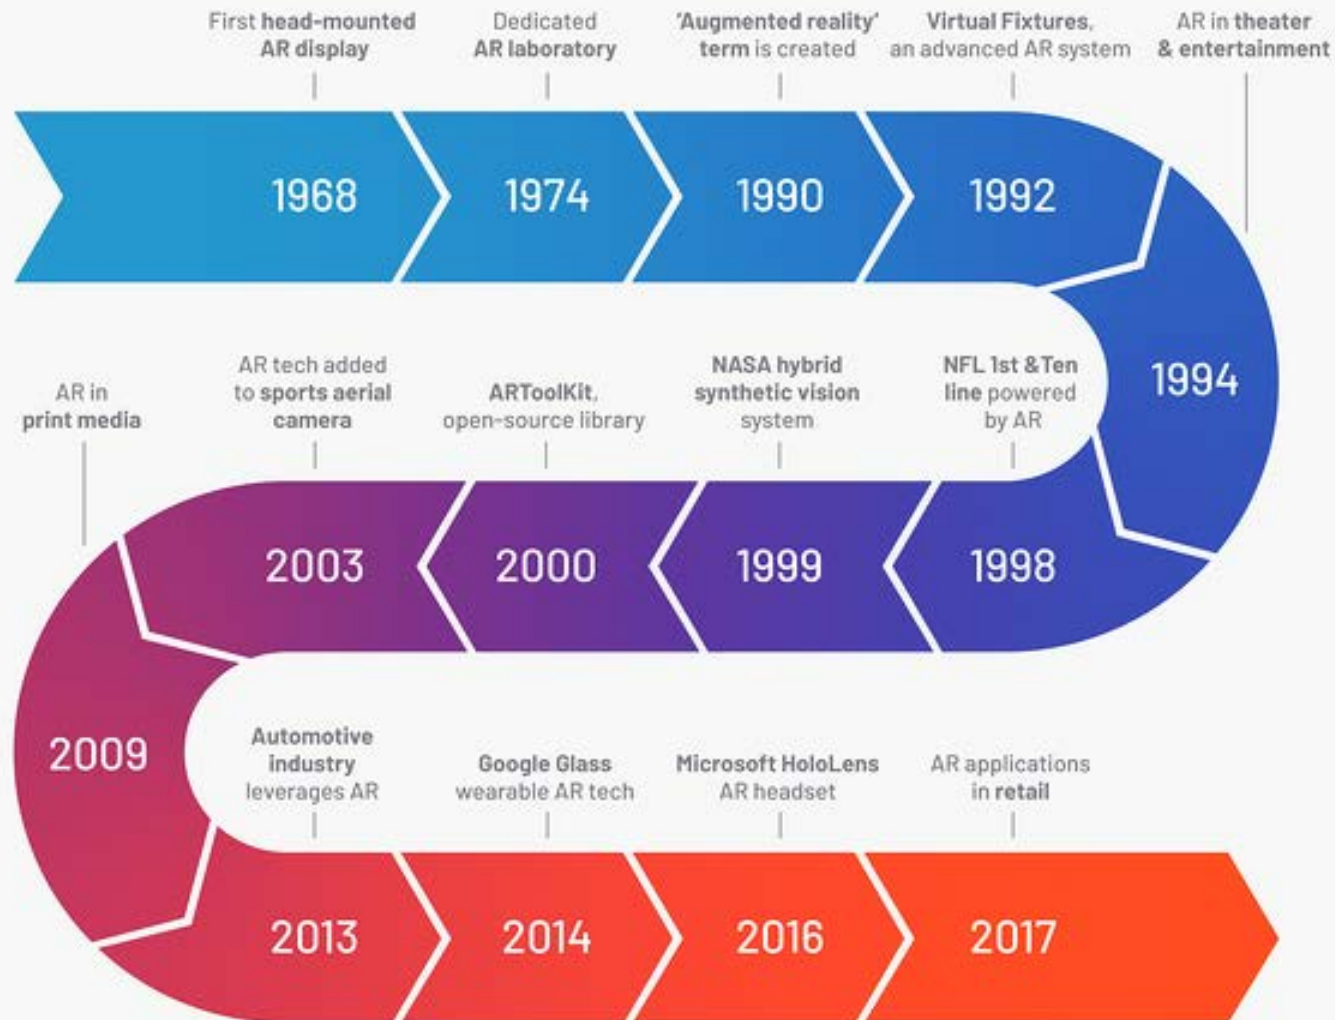 First head-mounted
AR display
Dedicated
AR laboratory
'Augmented reality'
term is created
Virtual Fixtures,
an advanced AR system
AR in theater
& entertainment
1968
1974
1990
1992
1994
NFL 1st & Ten
line powered
by AR
NASA hybrid
synthetic vision
system
ARToolKit,
open-source library
AR tech added
to sports aerial
camera
AR in
print media
1998
1999
2000
2003
2009
Automotive
industry
leverages AR
Google Glass
wearable AR tech
Microsoft HoloLens
AR headset
AR applications
in retail
2013
2014
2016
2017